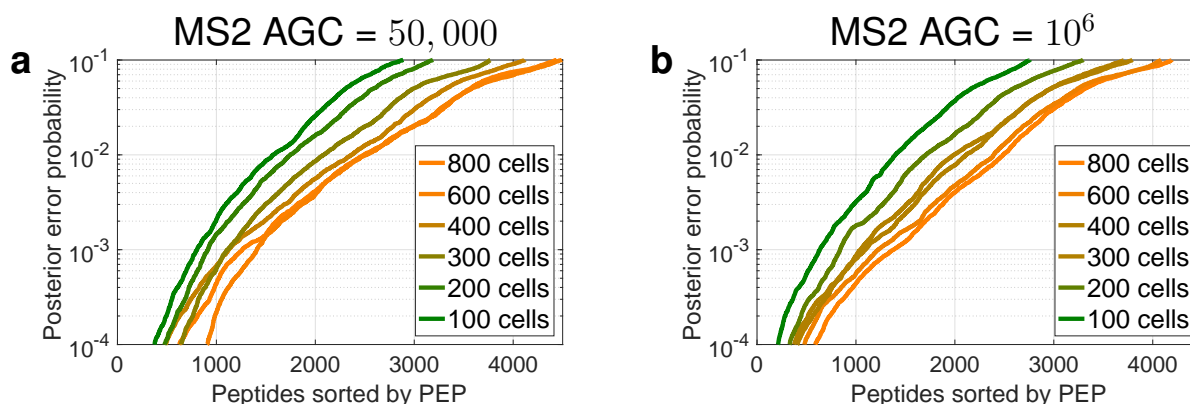 a
MS2 AGC = 50,000
Posterior error probability
10^-1
10^-2
10^-3
10^-4
800 cells
600 cells
400 cells
300 cells
200 cells
100 cells
0 1000 2000 3000 4000
Peptides sorted by PEP
b
MS2 AGC = 10^6
Posterior error probability
10^-1
10^-2
10^-3
10^-4
800 cells
600 cells
400 cells
300 cells
200 cells
100 cells
0 1000 2000 3000 4000
Peptides sorted by PEP